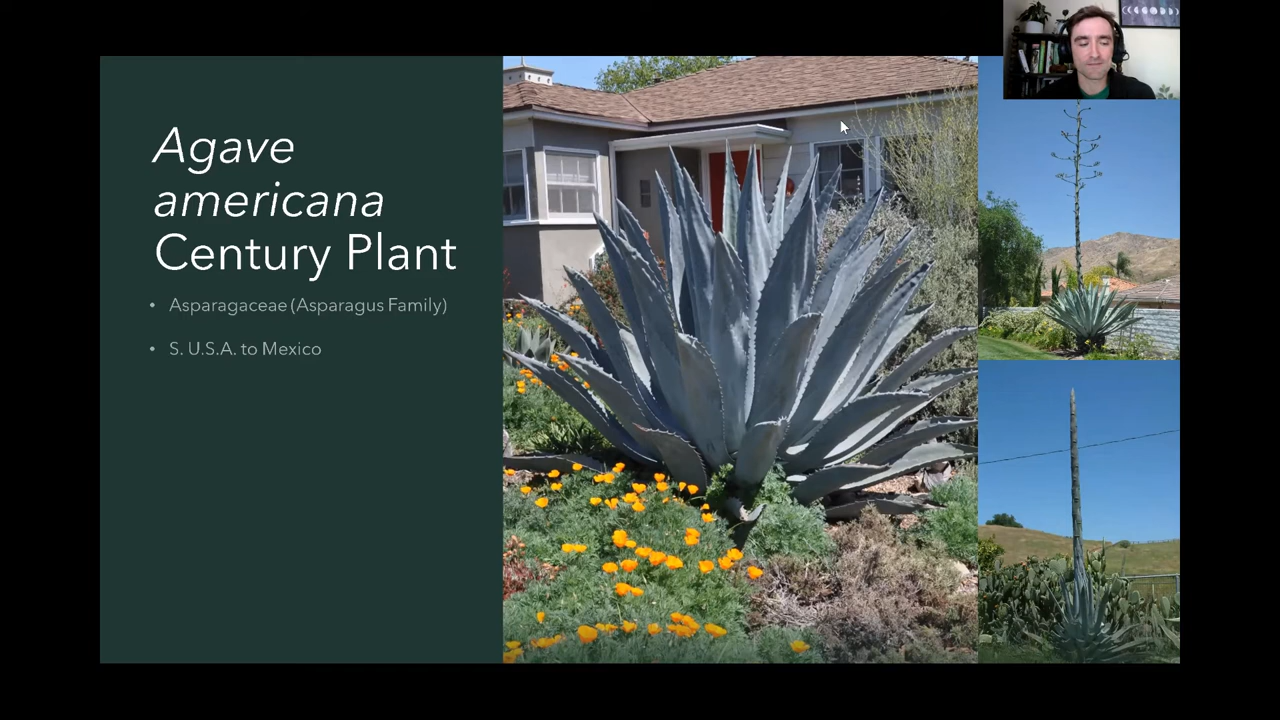 Agave
americana
Century Plant
• Asparagaceae (Asparagus Family)
• S. U.S.A. to Mexico